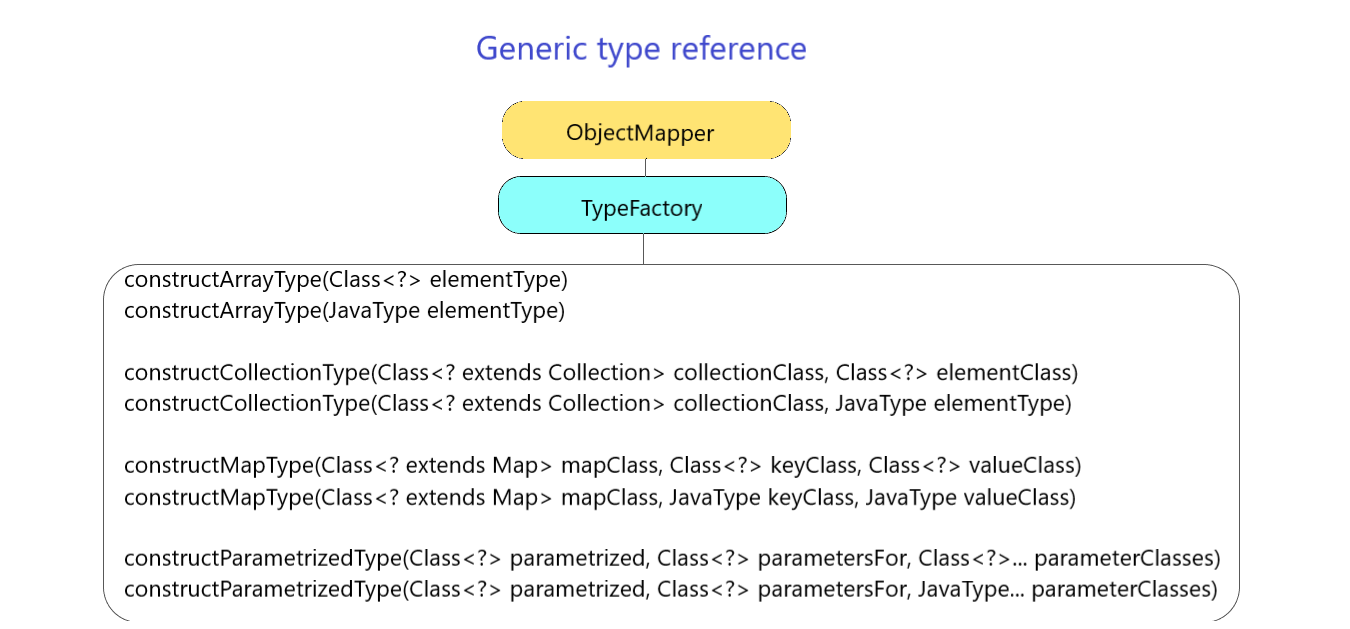 Generic type reference
ObjectMapper
TypeFactory
constructArrayType(Class<?> elementType)
constructArrayType(JavaType elementType)
constructCollectionType(Class<? extends Collection> collectionClass, Class<?> elementClass)
constructCollectionType(Class<? extends Collection> collectionClass, JavaType elementType)
constructMapType(Class<? extends Map> mapClass, Class<?> keyClass, Class<?> valueClass)
constructMapType(Class<? extends Map> mapClass, JavaType keyClass, JavaType valueClass)
constructParametrizedType(Class<?> parametrized, Class<?> parametersFor, Class<?>... parameterClasses)
constructParametrizedType(Class<?> parametrized, Class<?> parametersFor, JavaType... parameterClasses)